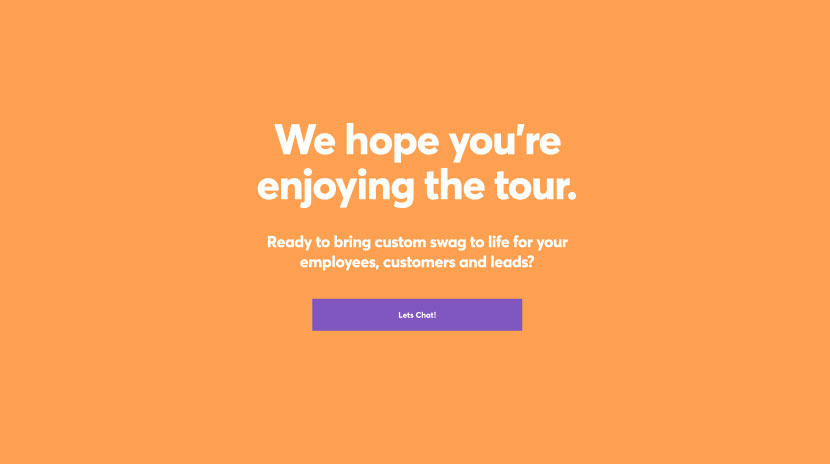 We hope you're
enjoying the tour.
Ready to bring custom swag to life for your
employees, customers and leads?
Lets Chat!